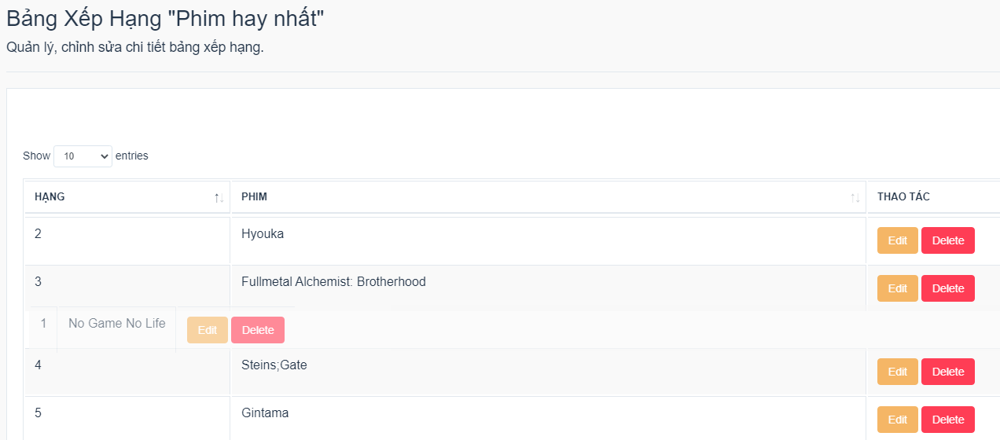 Bảng Xếp Hạng "Phim hay nhất"
Quản lý, chỉnh sửa chi tiết bảng xếp hạng.
Show 10 entries
HẠNG PHIM THAO TÁC
2 Hyouka Edit Delete
3 Fullmetal Alchemist: Brotherhood Edit Delete
1 No Game No Life Edit Delete
4 Steins;Gate Edit Delete
5 Gintama Edit Delete